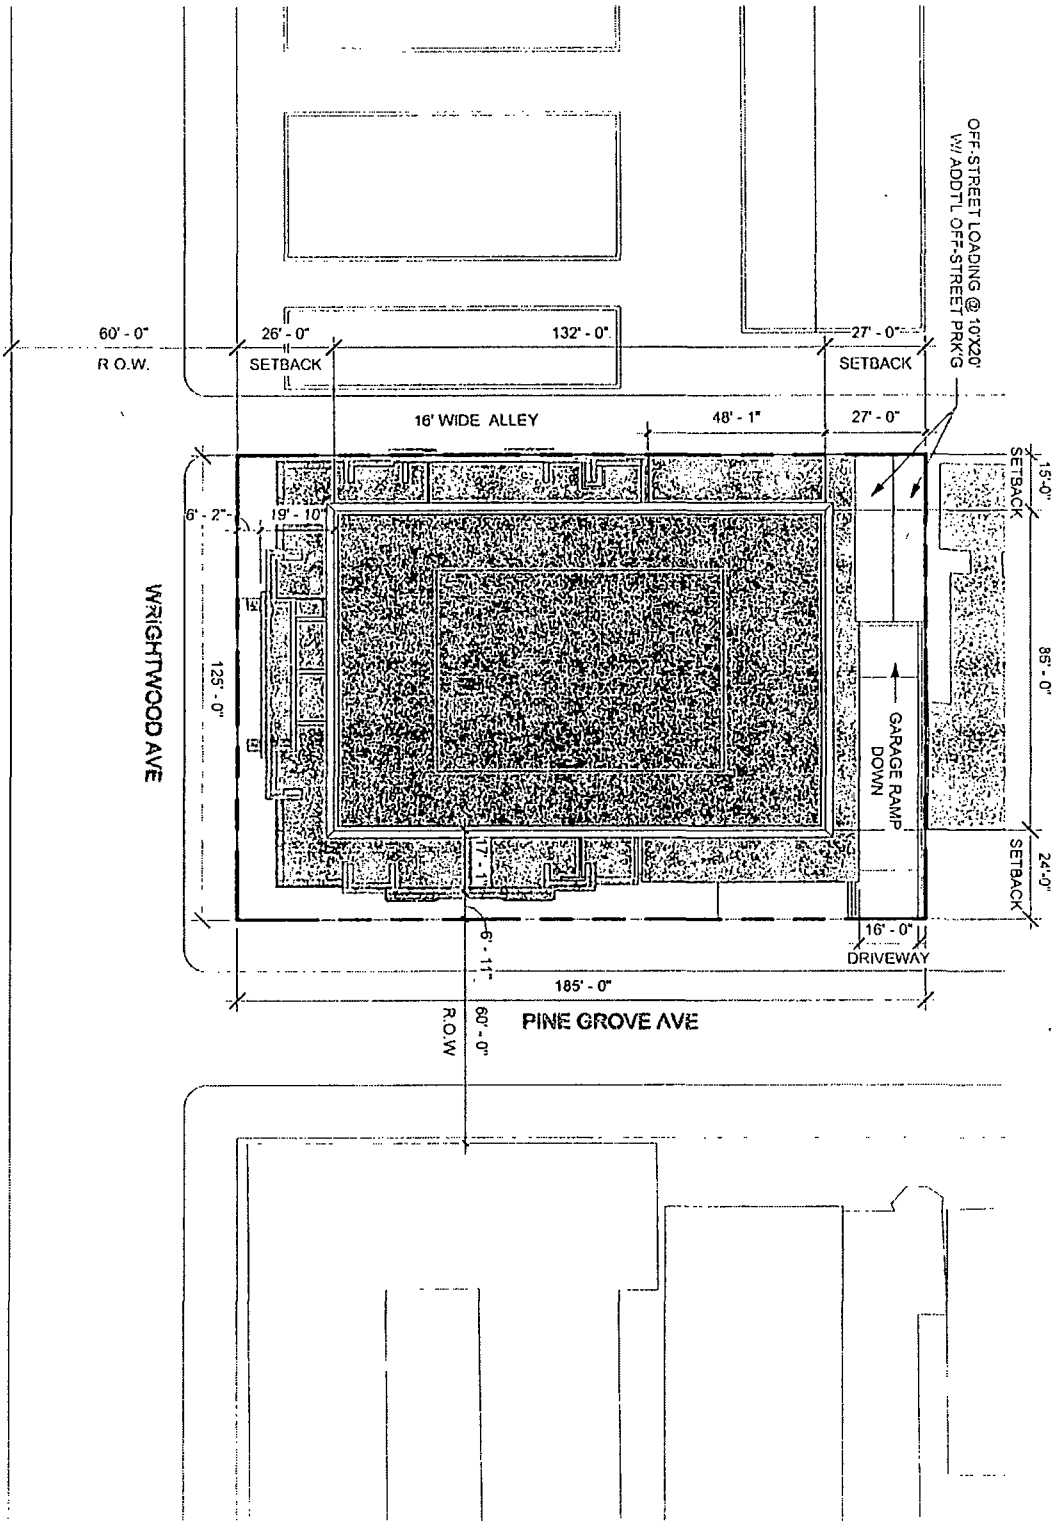 OFF-STREET LOADING @ 10'X20'
W/ ADDT'L OFF-STREET PRK'G
60' - 0"
R.O.W.
26' - 0"
SETBACK
132' - 0"
27' - 0"
SETBACK
16' WIDE ALLEY
48' - 1"
27' - 0"
15'-0"
SETBACK
6' - 2"
19' - 10"
WRIGHTWOOD AVE
125' - 0"
86' - 0"
GARAGE RAMP
DOWN
24'-0"
SETBACK
17' - 1"
6' - 11"
16' - 0"
DRIVEWAY
185' - 0"
PINE GROVE AVE
60' - 0"
R.O.W